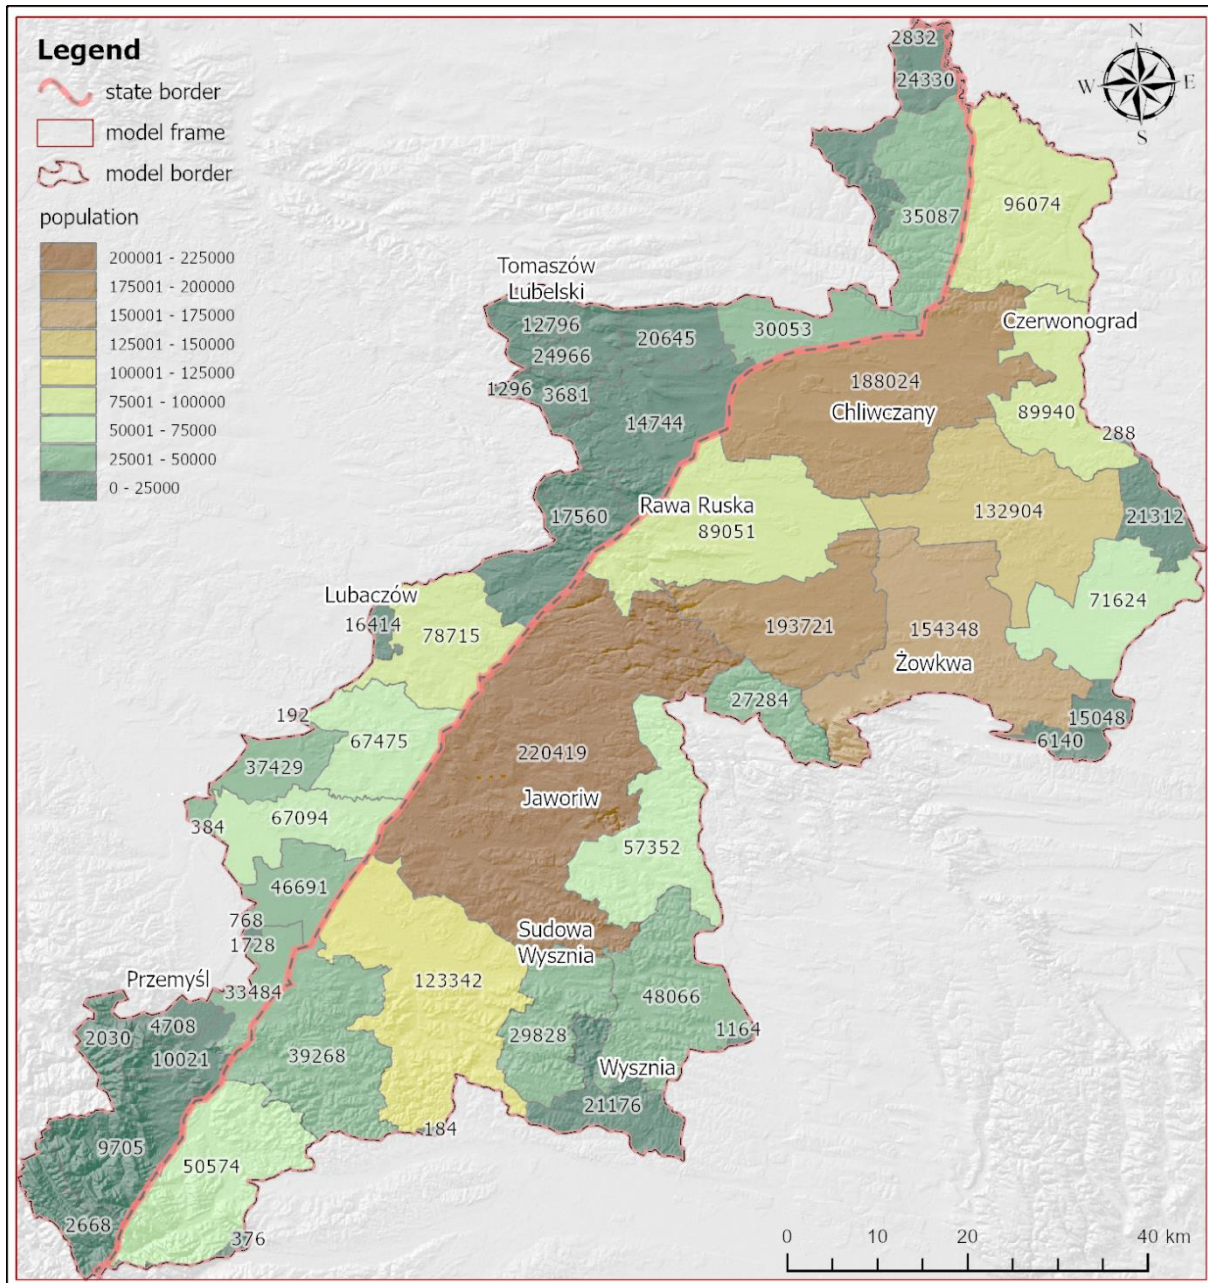 Legend
state border
model frame
model border
population
200001 - 225000
175001 - 200000
150001 - 175000
125001 - 150000
100001 - 125000
75001 - 100000
50001 - 75000
25001 - 50000
0 - 25000
N
W
E
S
2832
24330
35087
96074
Tomaszów
Lubelski
12796
20645
30053
24966
1296
3681
14744
Czerwonograd
188024
Chliwczany
89940
288
17560
Rawa Ruska
89051
132904
21312
Lubaczów
16414
78715
193721
154348
71624
Żowkwa
27284
15048
6140
192
67475
37429
220419
Jaworiw
384
67094
57352
46691
768
1728
Sudowa
Wysznia
Przemyśl
33484
123342
48066
4708
2030
10021
39268
29828
1164
Wysznia
21176
184
9705
50574
2668
376
0
10
20
40 km